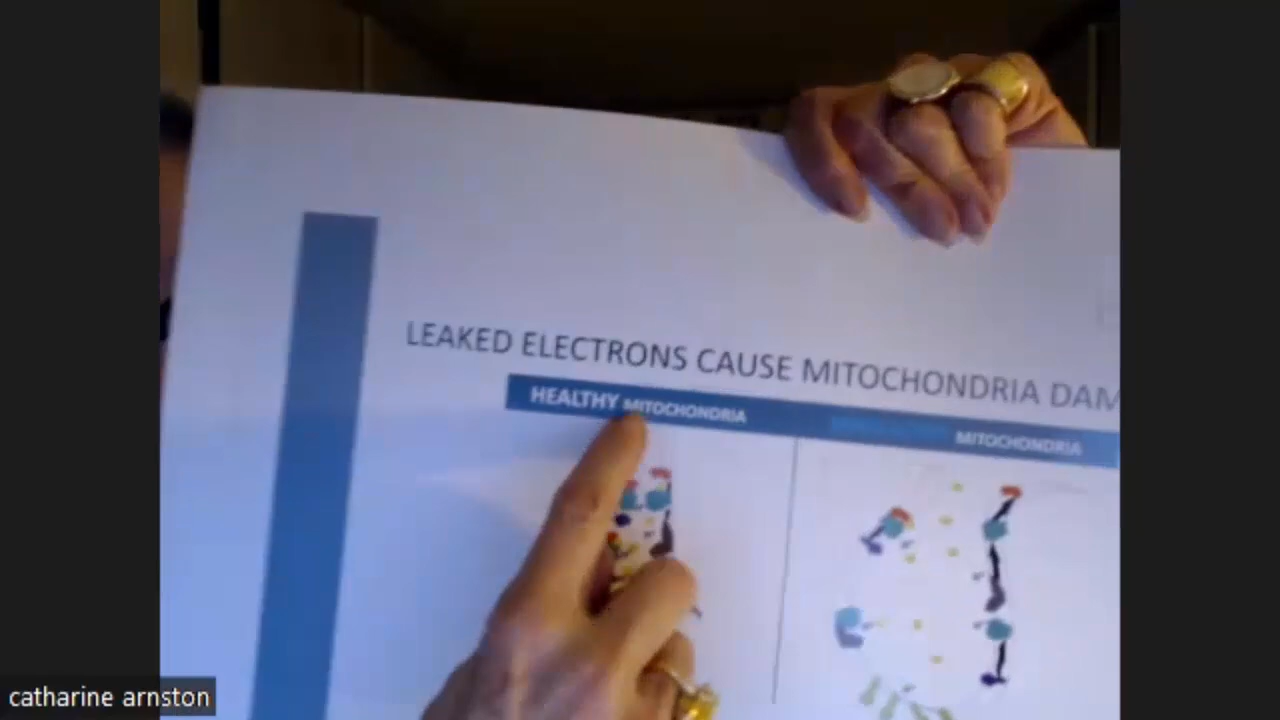 LEAKED ELECTRONS CAUSE MITOCHONDRIA DAM
HEALTHY MITOCHONDRIA
MITOCHONDRIA
catharine arnston